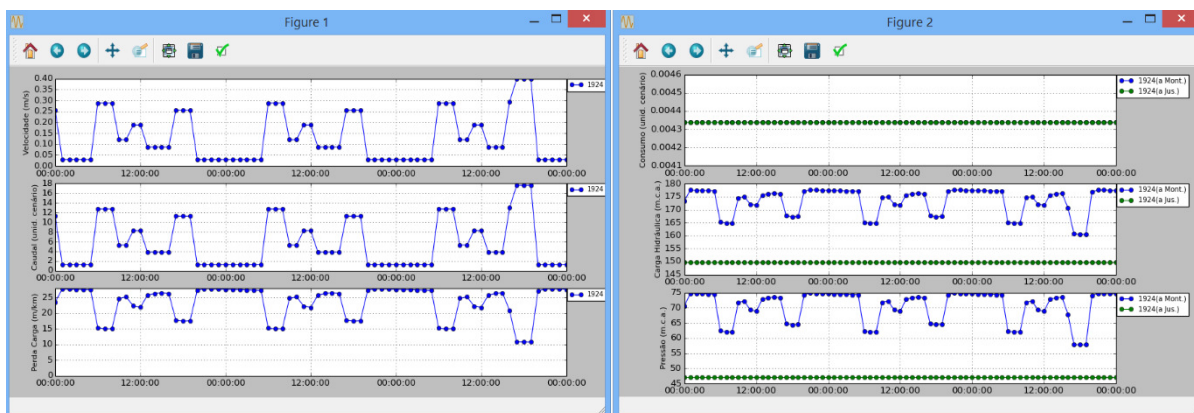 Figure 1
0.40
0.35
0.30
0.25
0.20
0.15
0.10
0.05
0.00
Velocidade (m/s)
1924
00:00:00 12:00:00 00:00:00 12:00:00 00:00:00 12:00:00 00:00:00
18
16
14
12
10
8
6
4
2
0
Caudal (unid. cenário)
1924
00:00:00 12:00:00 00:00:00 12:00:00 00:00:00 12:00:00 00:00:00
25
20
15
10
5
0
Perda Carga (m/km)
1924
00:00:00 12:00:00 00:00:00 12:00:00 00:00:00 12:00:00 00:00:00
Figure 2
0.0046
0.0045
0.0044
0.0043
0.0042
0.0041
Consumo (unid. cenário)
1924(a Mont.)
1924(a Jus.)
00:00:00 12:00:00 00:00:00 12:00:00 00:00:00 12:00:00 00:00:00
180
175
170
165
160
155
150
145
Carga Hidráulica (m.c.a.)
1924(a Mont.)
1924(a Jus.)
00:00:00 12:00:00 00:00:00 12:00:00 00:00:00 12:00:00 00:00:00
75
70
65
60
55
50
45
Pressão (m.c.a.)
1924(a Mont.)
1924(a Jus.)
00:00:00 12:00:00 00:00:00 12:00:00 00:00:00 12:00:00 00:00:00